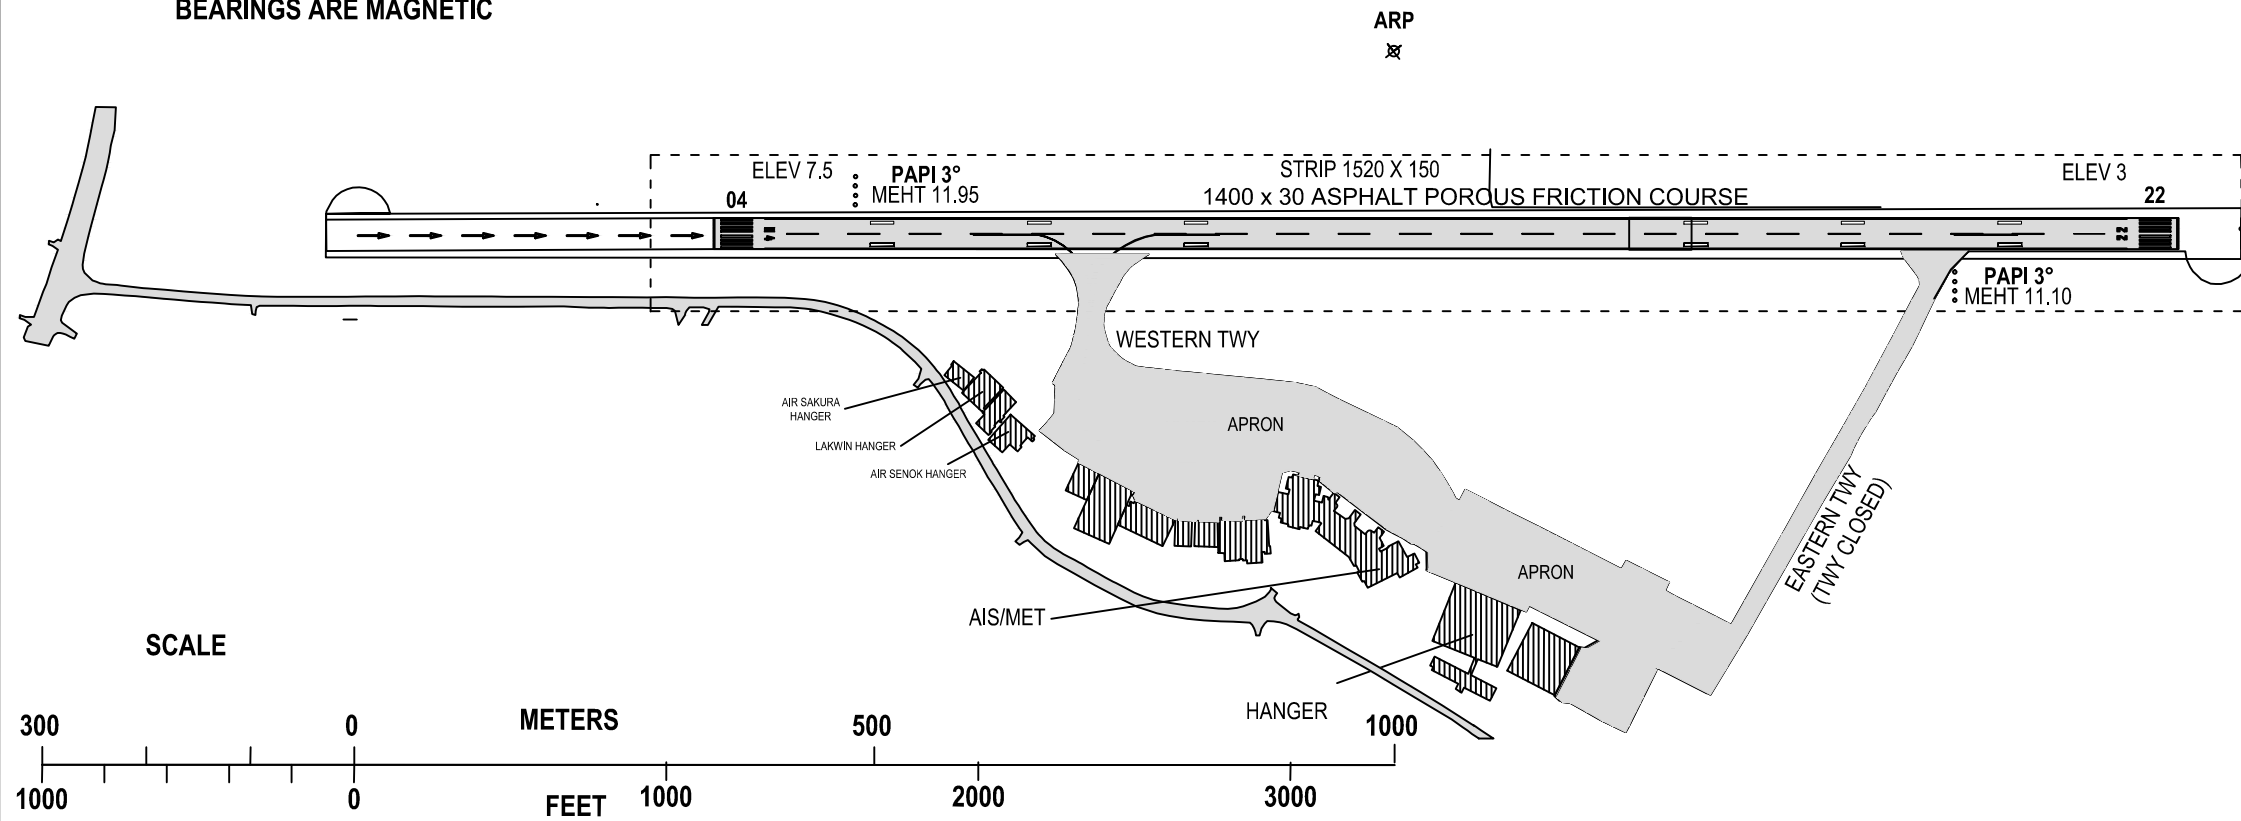 BEARINGS ARE MAGNETIC
ARP
ELEV 7.5
PAPI 3°
MEHT 11.95
STRIP 1520 X 150
1400 x 30 ASPHALT POROUS FRICTION COURSE
ELEV 3
04
22
04
22
PAPI 3°
MEHT 11.10
WESTERN TWY
AIR SAKURA
HANGER
LAKWIN HANGER
AIR SENOK HANGER
APRON
EASTERN TWY
(TWY CLOSED)
APRON
AIS/MET
HANGER
SCALE
300
0
METERS
500
1000
1000
0
FEET
1000
2000
3000